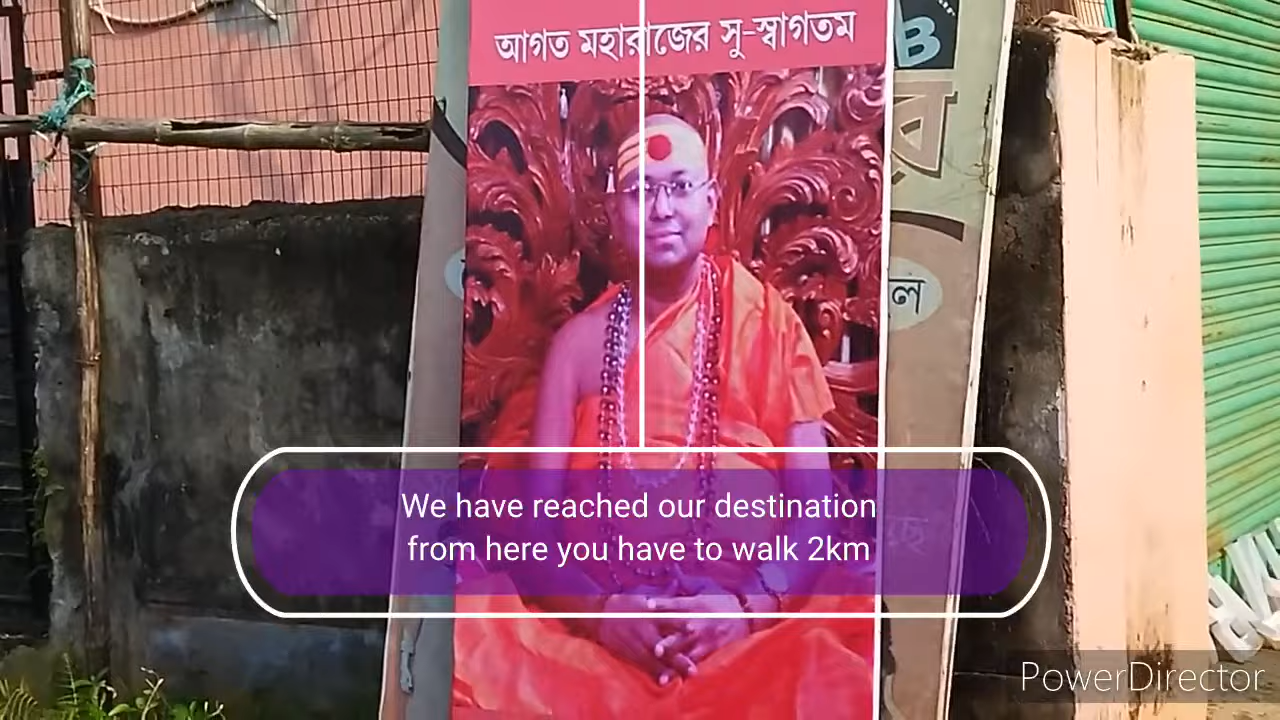 আগত মহারাজের সু-স্বাগতম
B
We have reached our destination
from here you have to walk 2km
PowerDirector